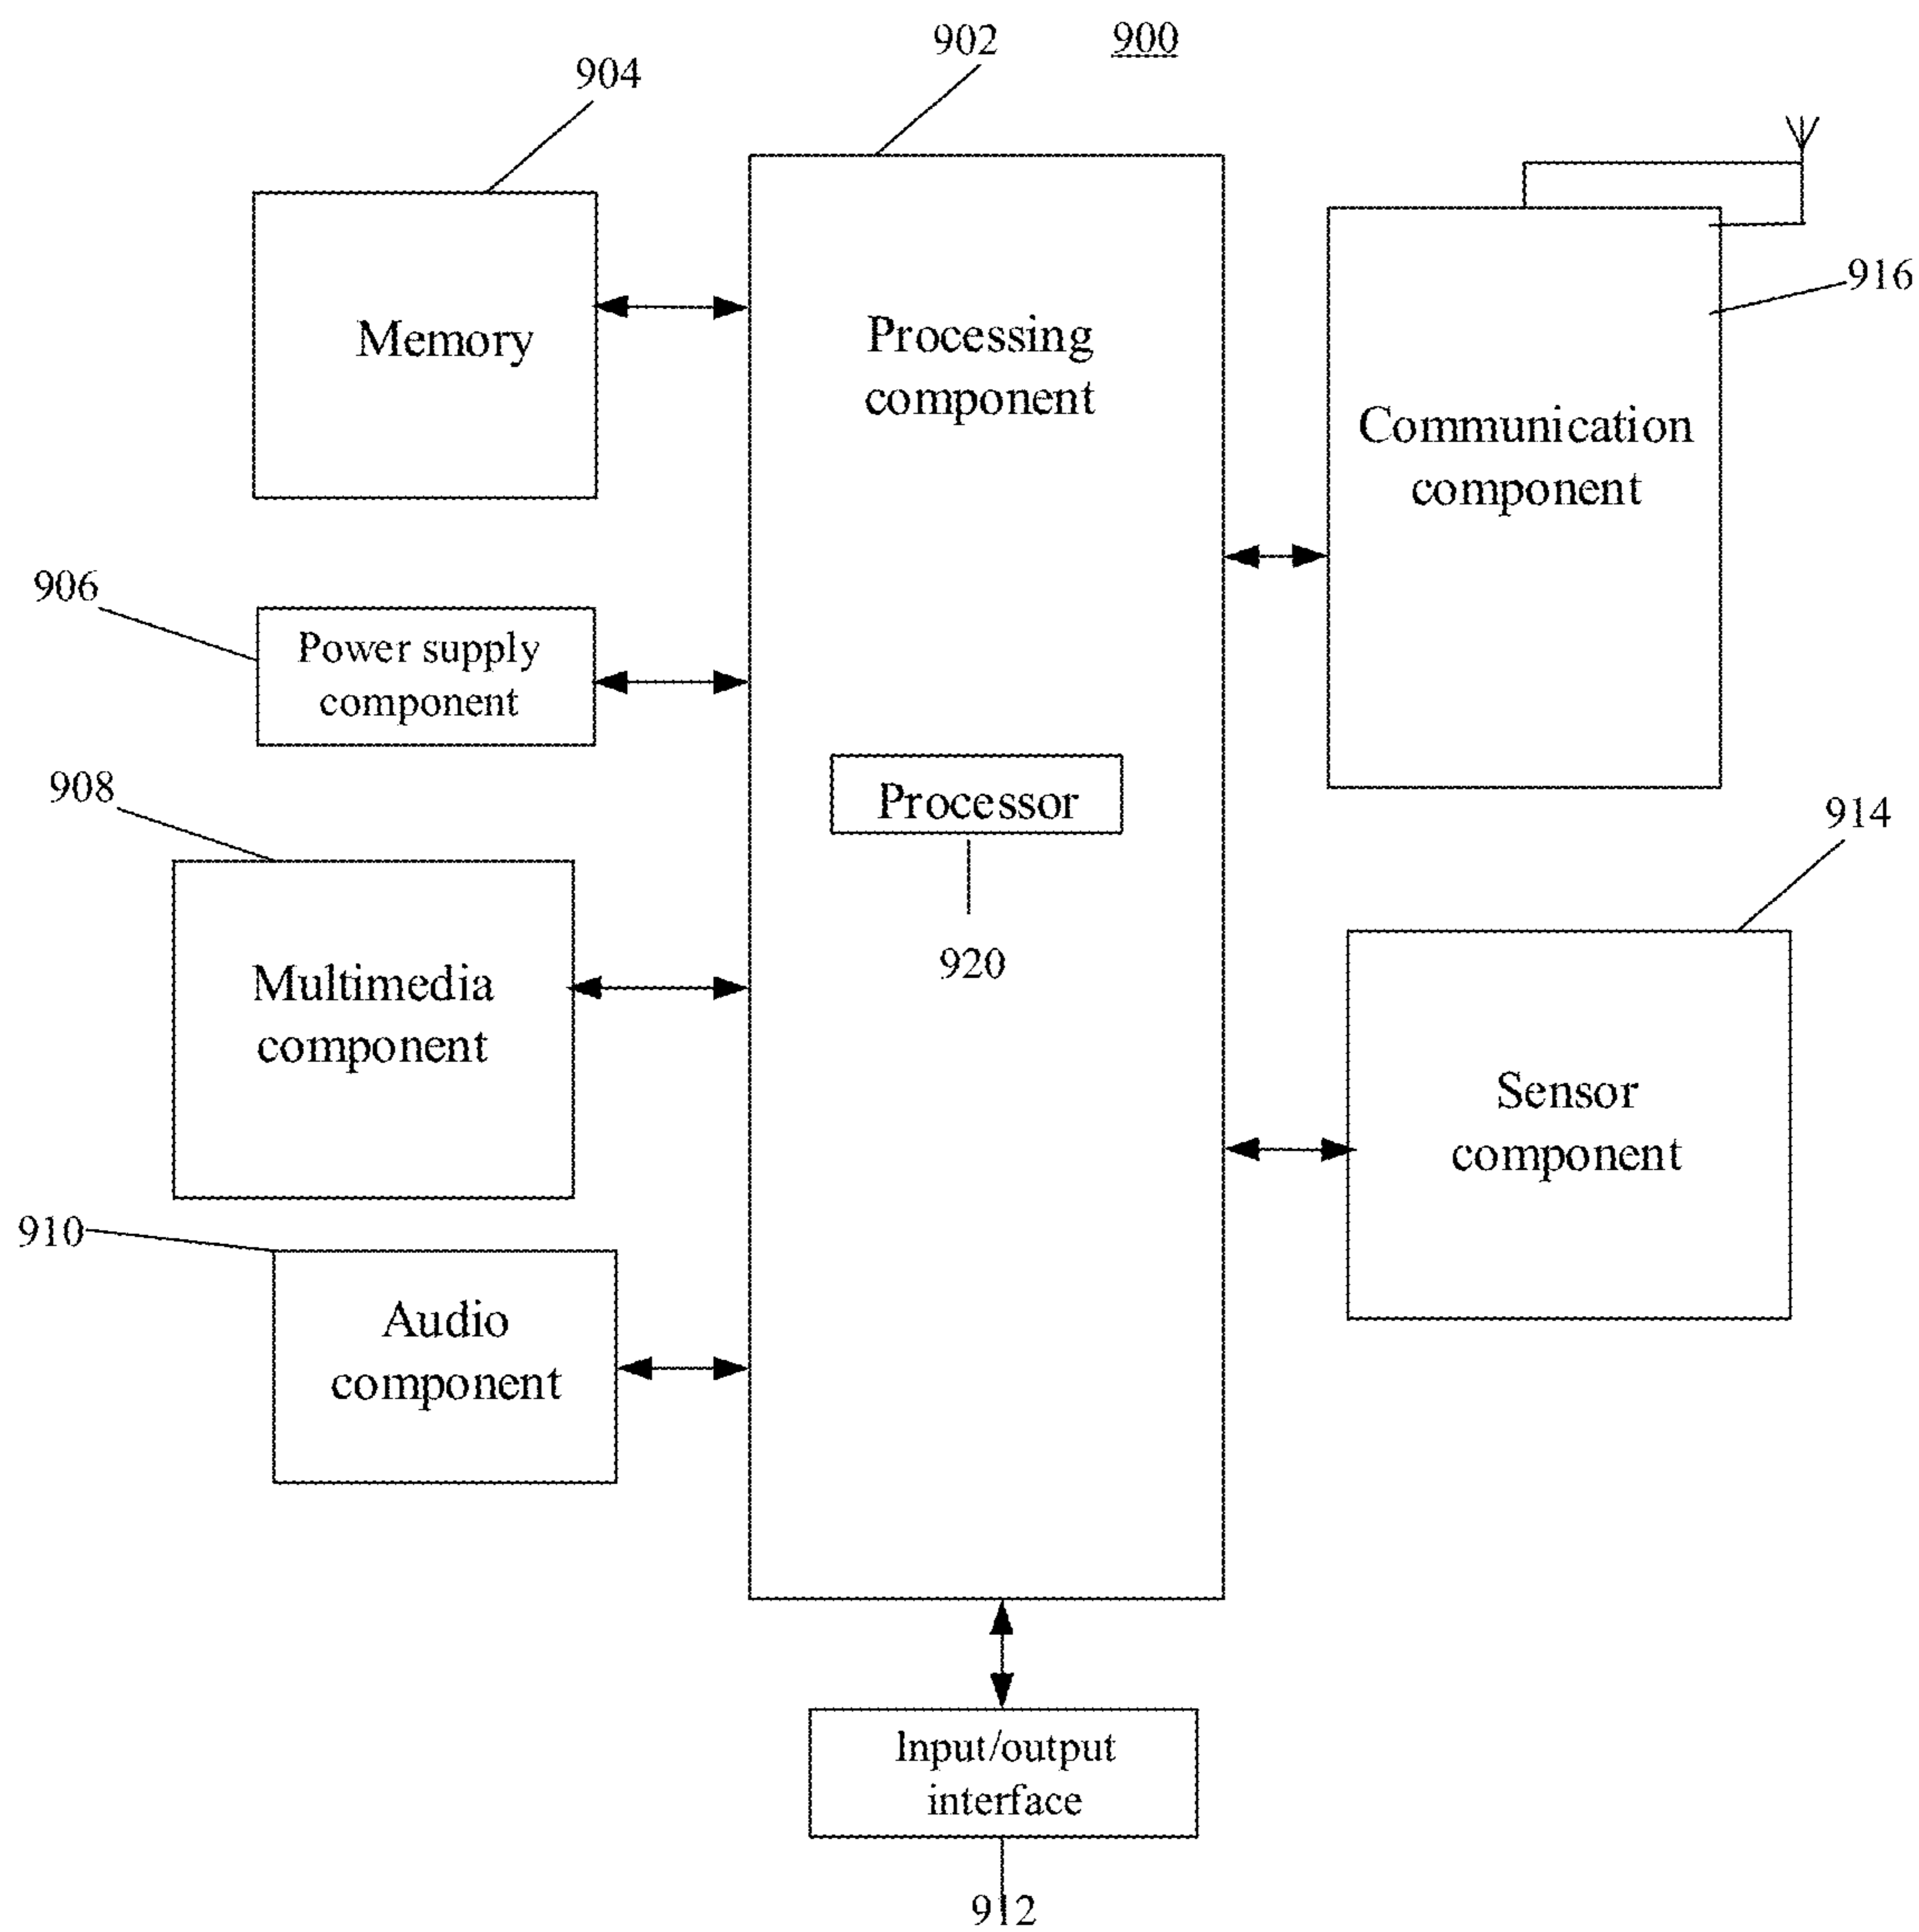 902
900
904
916
Memory
Processing
component
Communication
component
906
Power supply
component
908
Processor
914
920
Multimedia
component
Sensor
component
910
Audio
component
Input/output
interface
912